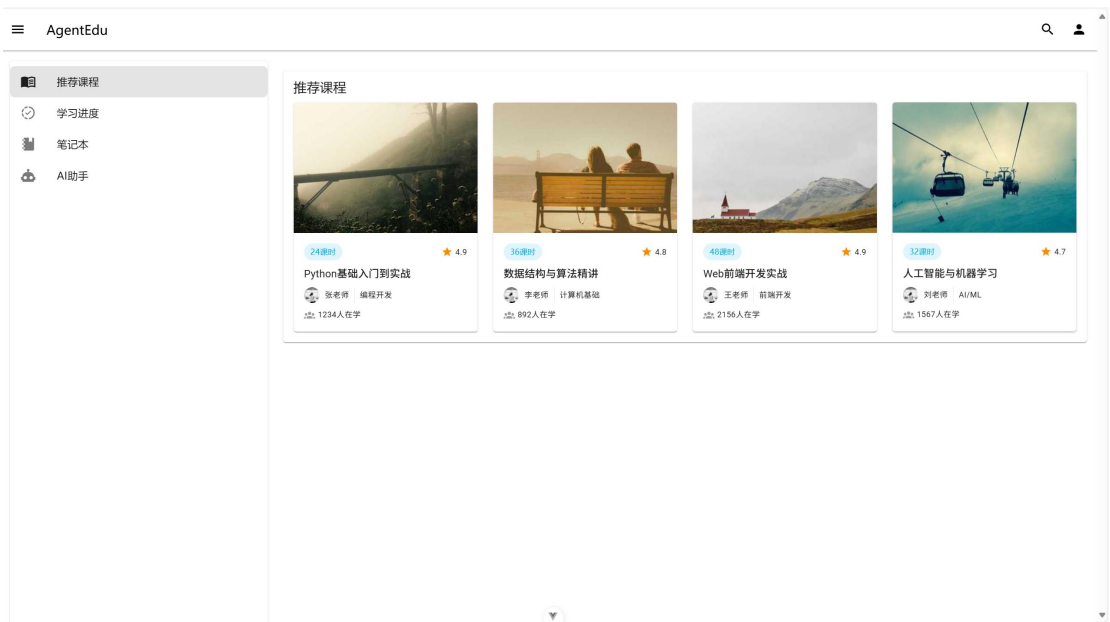 AgentEdu
推荐课程
学习进度
笔记本
AI助手
推荐课程
24课时 4.9
Python基础入门到实战
张老师 编程开发
1234人在学
36课时 4.8
数据结构与算法精讲
李老师 计算机基础
892人在学
48课时 4.9
Web前端开发实战
王老师 前端开发
2156人在学
32课时 4.7
人工智能与机器学习
刘老师 AI/ML
1567人在学